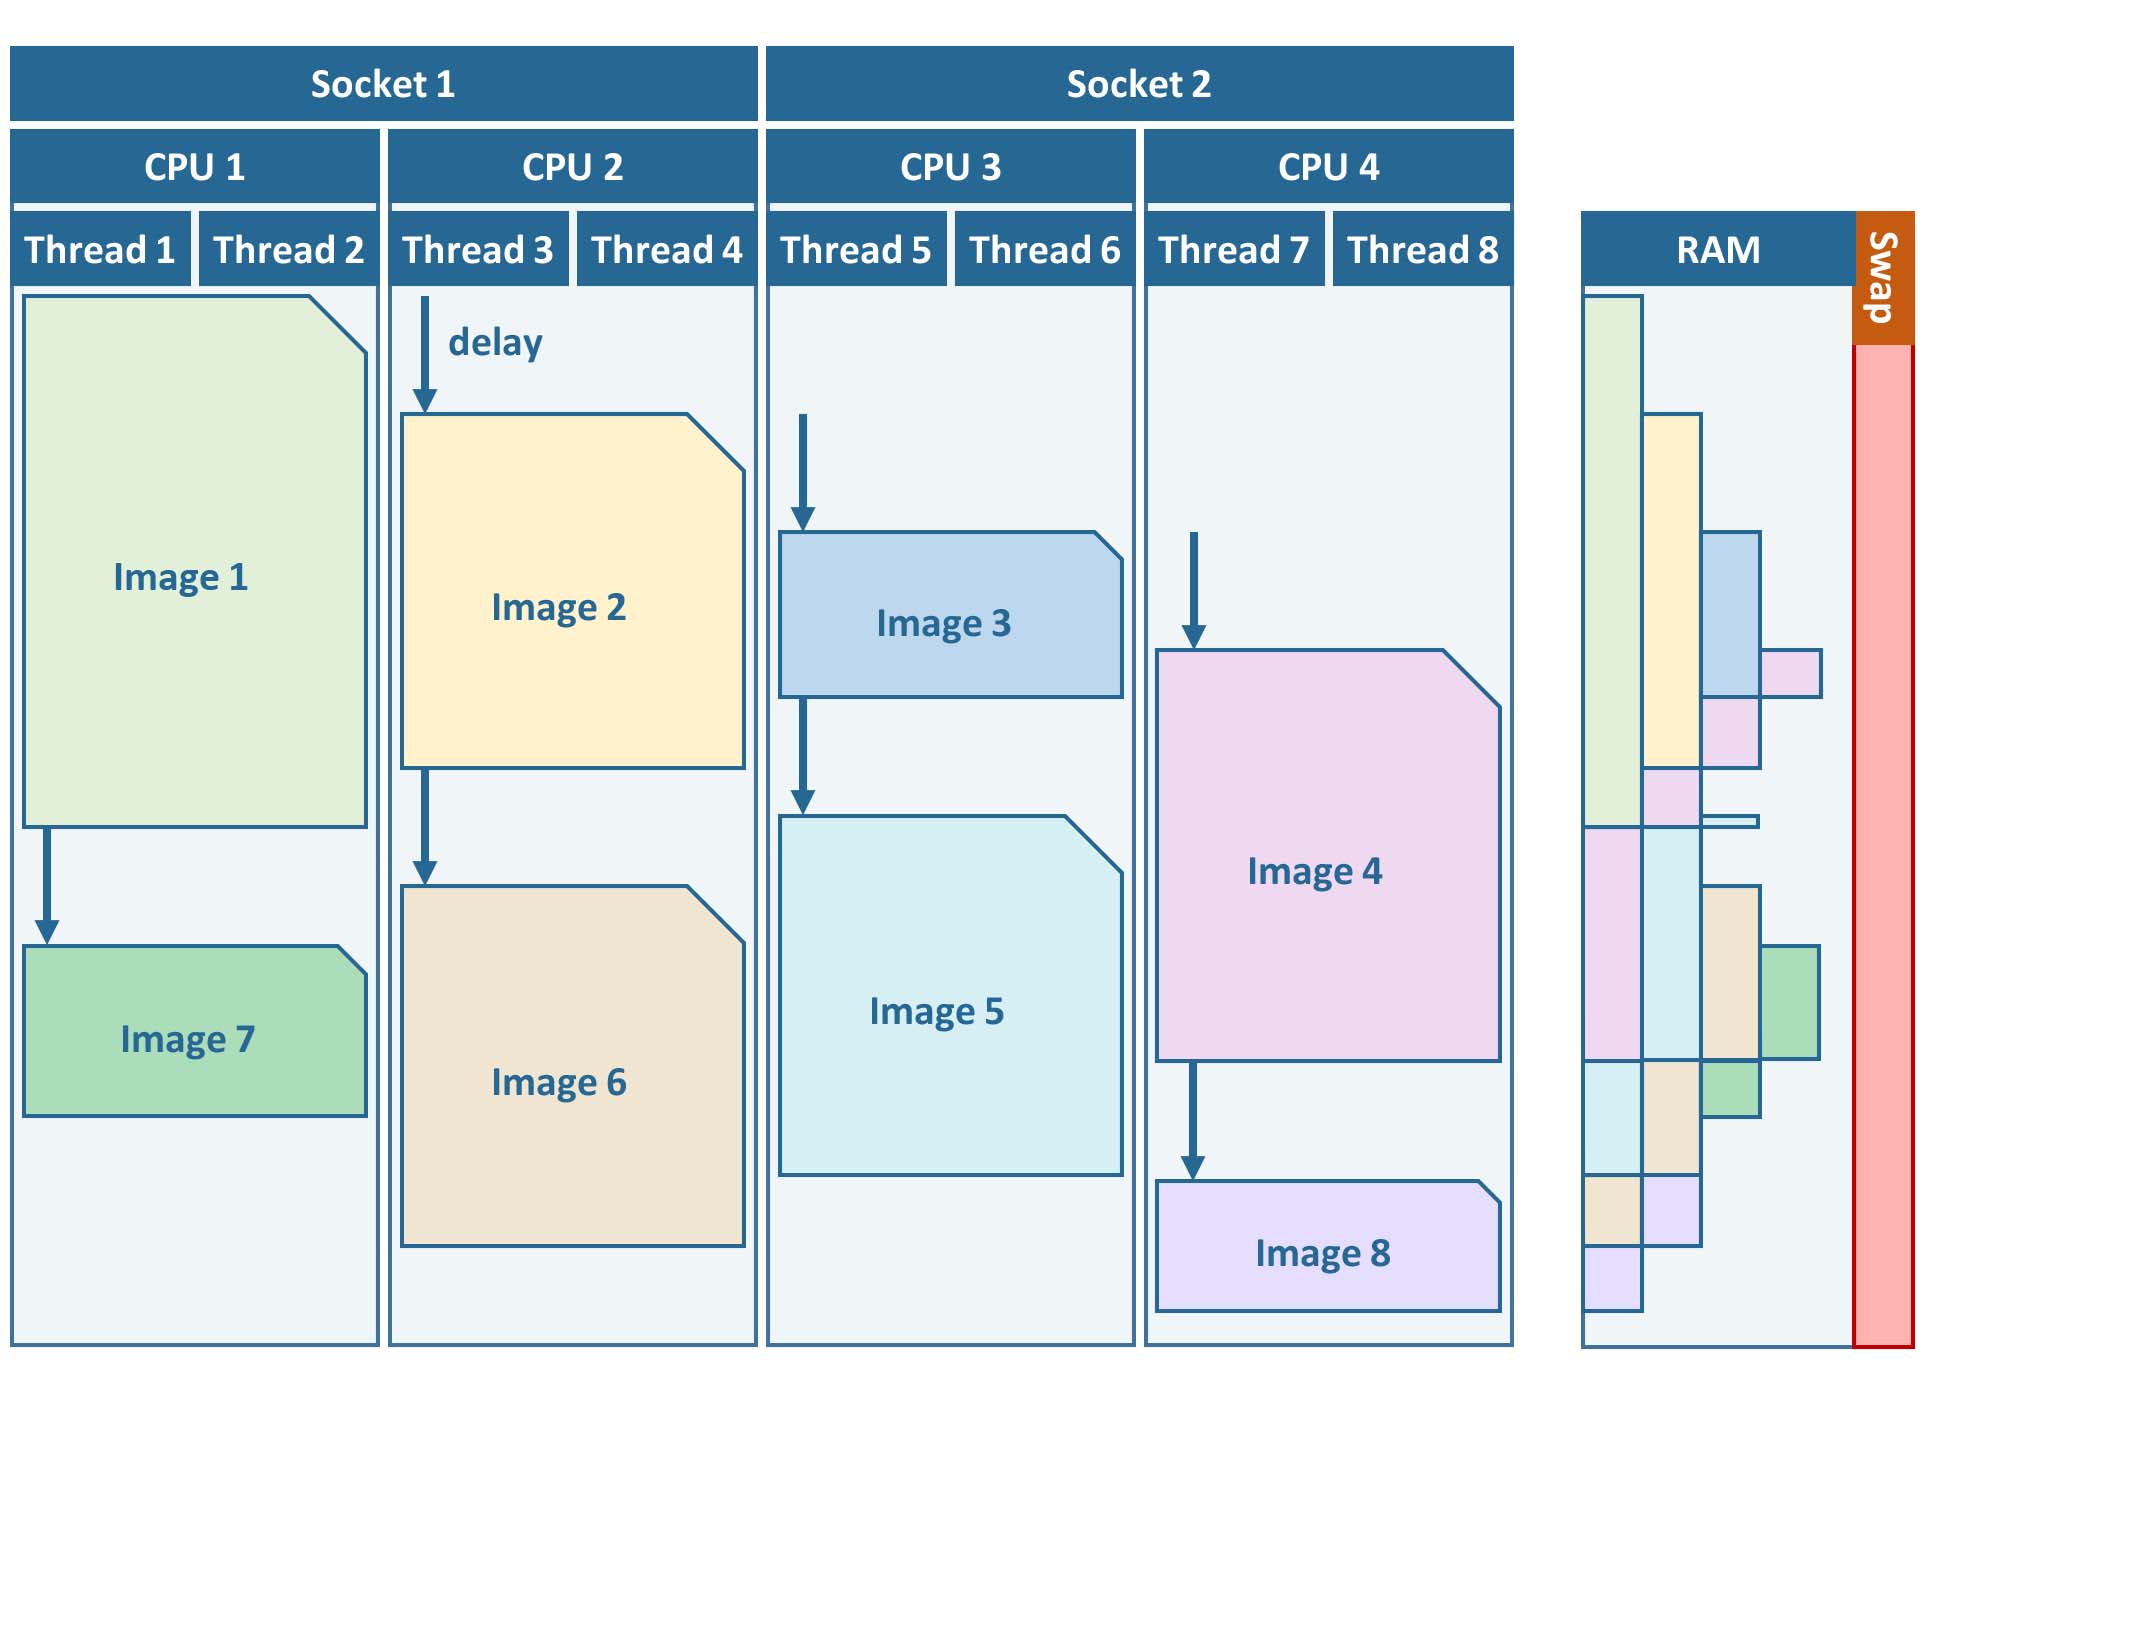 Socket 1
Socket 2
CPU 1
CPU 2
CPU 3
CPU 4
Thread 1
Thread 2
Thread 3
Thread 4
Thread 5
Thread 6
Thread 7
Thread 8
RAM
Swap
delay
Image 1
Image 2
Image 3
Image 4
Image 5
Image 7
Image 6
Image 8